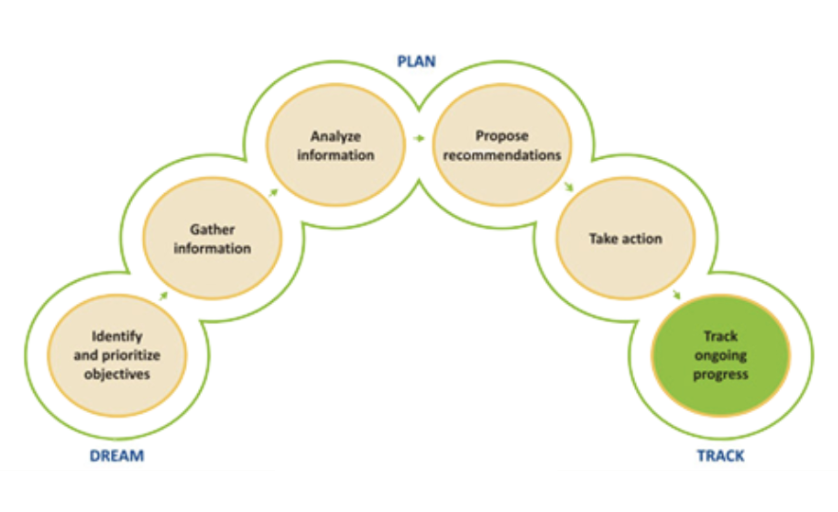 PLAN
Analyze
information
Propose
recommendations
Gather
information
Take action
Identify
and prioritize
objectives
Track
ongoing
progress
DREAM
TRACK